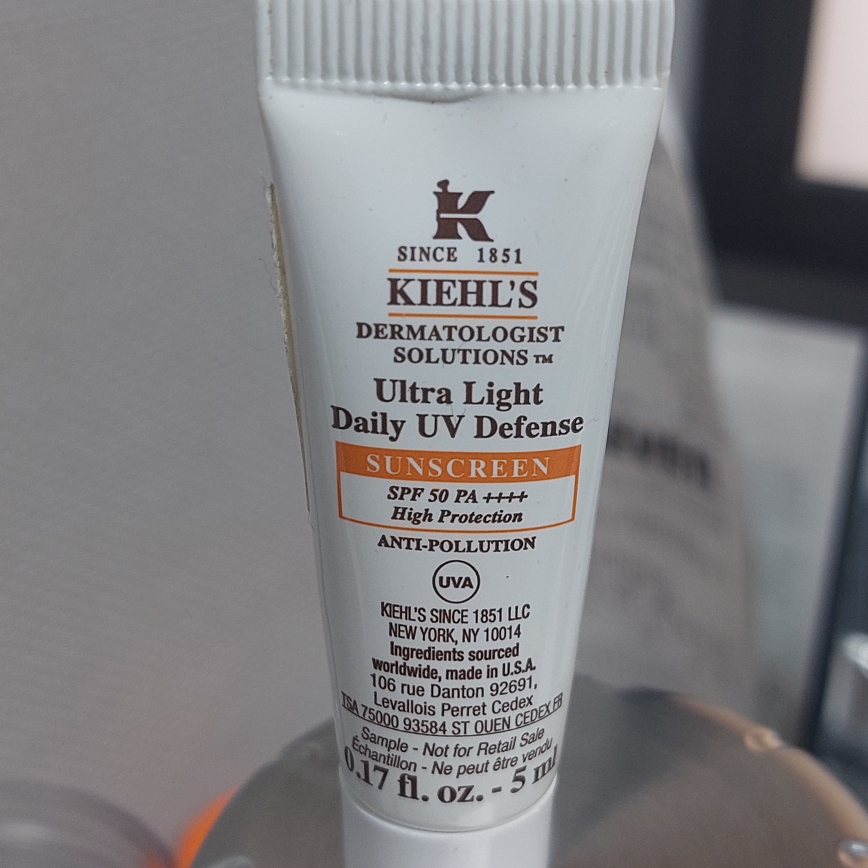 K
SINCE 1851
KIEHL'S
DERMATOLOGIST
SOLUTIONS™
Ultra Light
Daily UV Defense
SUNSCREEN
SPF 50 PA ++++
High Protection
ANTI-POLLUTION
UVA
KIEHL'S SINCE 1851 LLC
NEW YORK, NY 10014
Ingredients sourced
worldwide, made in U.S.A.
106 rue Danton 92691,
Levallois Perret Cedex
TSA 75000 93584 ST OUEN CEDEX FR
Sample - Not for Retail Sale
Échantillon - Ne peut être vendu
0.17 fl. oz. - 5 ml